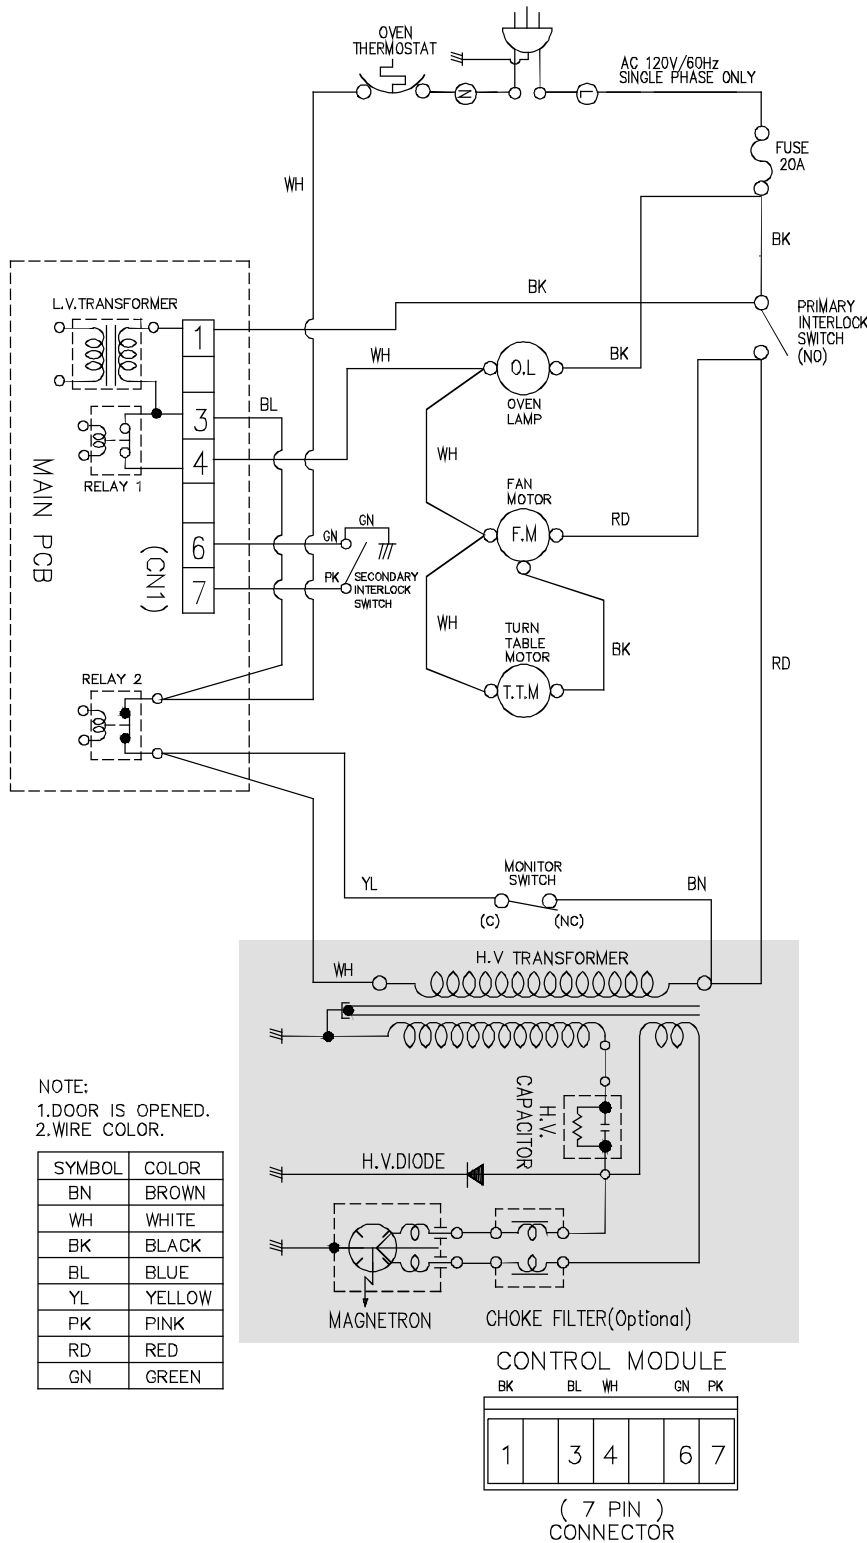 OVEN
THERMOSTAT
AC 120V/60Hz
SINGLE PHASE ONLY
N
L
FUSE
20A
WH
BK
L.V.TRANSFORMER
BK
PRIMARY
INTERLOCK
SWITCH
(NO)
1
WH
O.L
BK
OVEN
LAMP
3
BL
4
WH
RELAY 1
MAIN PCB
FAN
MOTOR
F.M
RD
GN
GN
6
(CN1)
PK
SECONDARY
INTERLOCK
SWITCH
7
WH
TURN
TABLE
MOTOR
BK
T.T.M
RD
RELAY 2
MONITOR
SWITCH
YL
BN
(C)
(NC)
H.V TRANSFORMER
WH
H.V.
CAPACITOR
H.V.DIODE
MAGNETRON
CHOKE FILTER(Optional)
NOTE:
1.DOOR IS OPENED.
2.WIRE COLOR.
SYMBOL COLOR
BN BROWN
WH WHITE
BK BLACK
BL BLUE
YL YELLOW
PK PINK
RD RED
GN GREEN
CONTROL MODULE
BK BL WH GN PK
1 3 4 6 7
( 7 PIN )
CONNECTOR